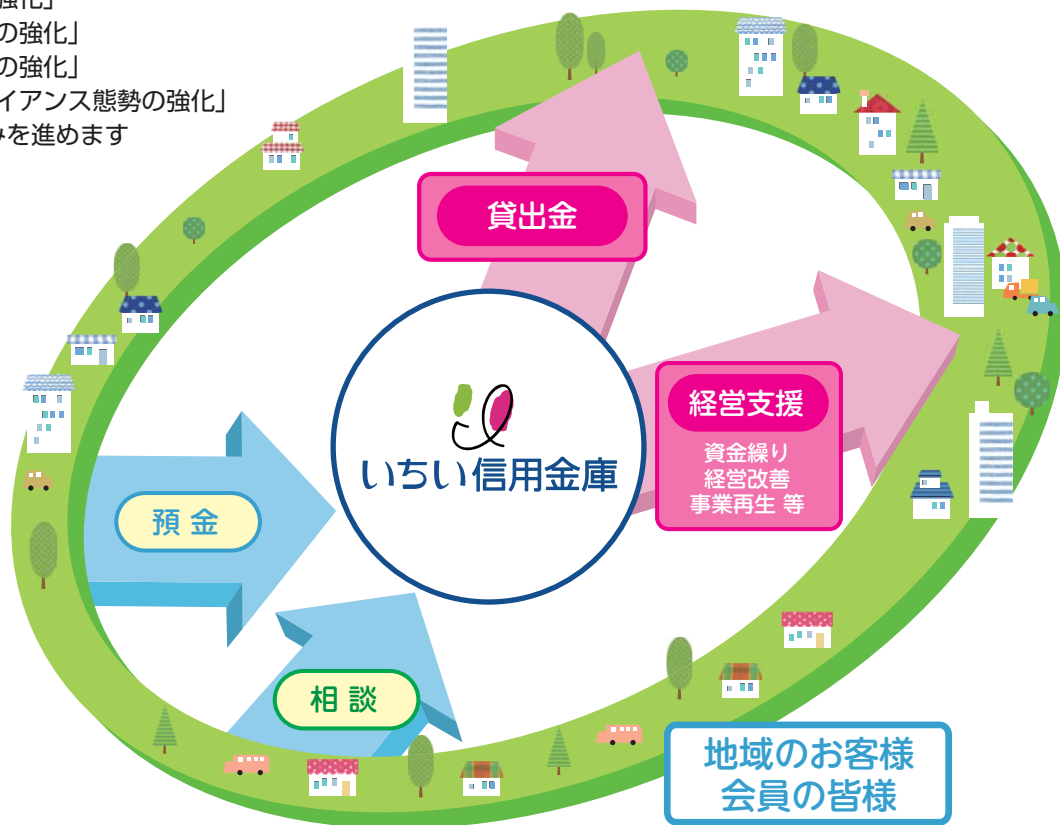 強化」
の強化」
の強化」
イアンス態勢の強化」
みを進めます
貸出金
経営支援
資金繰り
経営改善
事業再生 等
いちい信用金庫
預金
相談
地域のお客様
会員の皆様